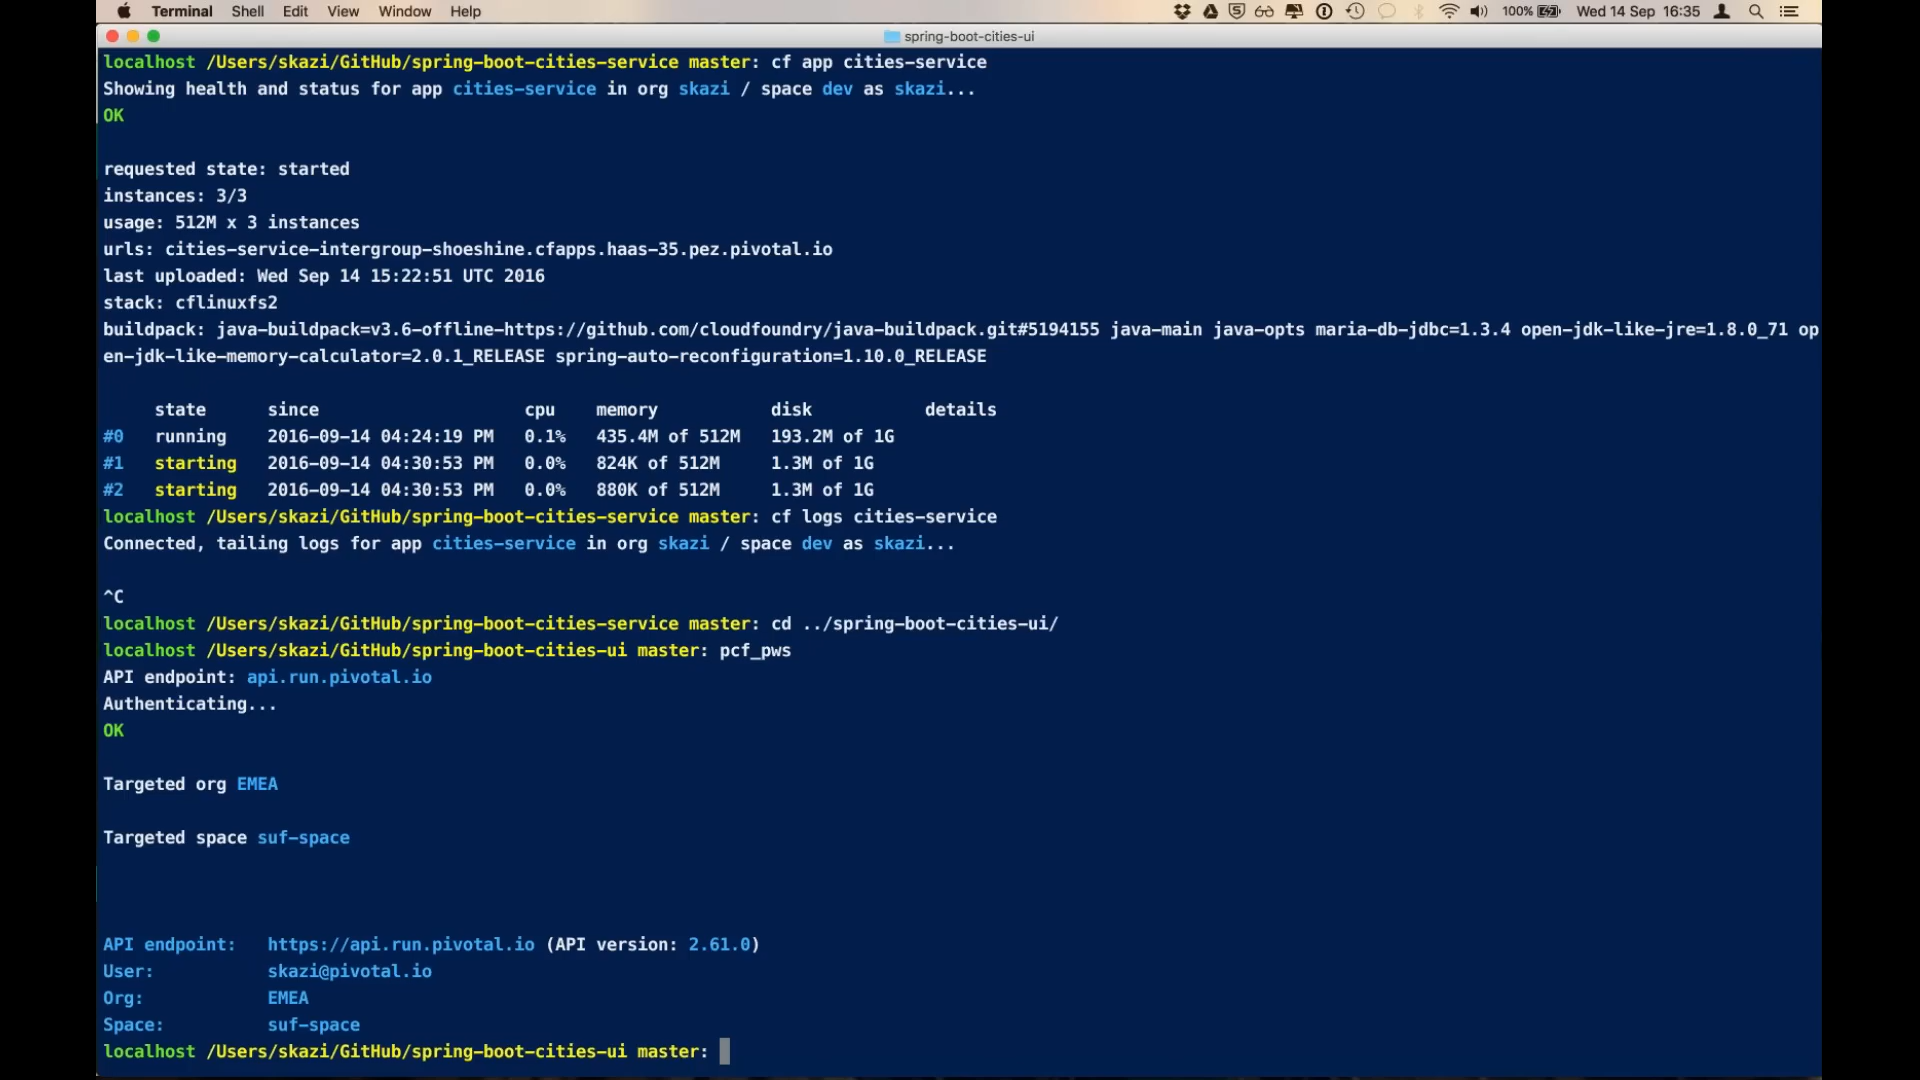 Terminal Shell Edit View Window Help 100% Wed 14 Sep 16:35
spring-boot-cities-ui
localhost /Users/skazi/GitHub/spring-boot-cities-service master: cf app cities-service
Showing health and status for app cities-service in org skazi / space dev as skazi...
OK
requested state: started
instances: 3/3
usage: 512M x 3 instances
urls: cities-service-intergroup-shoeshine.cfapps.haas-35.pez.pivotal.io
last uploaded: Wed Sep 14 15:22:51 UTC 2016
stack: cflinuxfs2
buildpack: java-buildpack=v3.6-offline-https://github.com/cloudfoundry/java-buildpack.git#5194155 java-main java-opts maria-db-jdbc=1.3.4 open-jdk-like-jre=1.8.0_71 op
en-jdk-like-memory-calculator=2.0.1_RELEASE spring-auto-reconfiguration=1.10.0_RELEASE
state since cpu memory disk details
#0 running 2016-09-14 04:24:19 PM 0.1% 435.4M of 512M 193.2M of 1G
#1 starting 2016-09-14 04:30:53 PM 0.0% 824K of 512M 1.3M of 1G
#2 starting 2016-09-14 04:30:53 PM 0.0% 880K of 512M 1.3M of 1G
localhost /Users/skazi/GitHub/spring-boot-cities-service master: cf logs cities-service
Connected, tailing logs for app cities-service in org skazi / space dev as skazi...
^C
localhost /Users/skazi/GitHub/spring-boot-cities-service master: cd ../spring-boot-cities-ui/
localhost /Users/skazi/GitHub/spring-boot-cities-ui master: pcf_pws
API endpoint: api.run.pivotal.io
Authenticating...
OK
Targeted org EMEA
Targeted space suf-space
API endpoint: https://api.run.pivotal.io (API version: 2.61.0)
User: skazi@pivotal.io
Org: EMEA
Space: suf-space
localhost /Users/skazi/GitHub/spring-boot-cities-ui master: